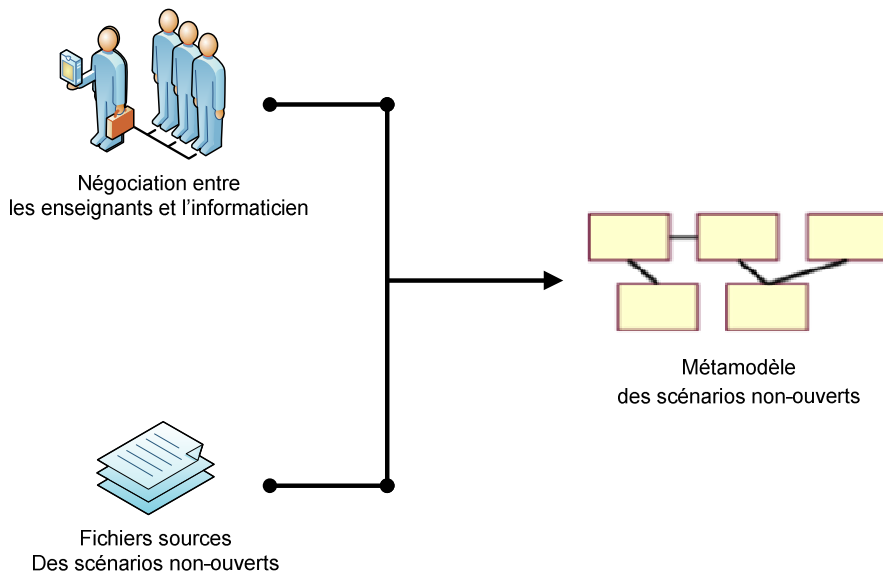 Négociation entre
les enseignants et l'informaticien
Métamodèle
des scénarios non-ouverts
Fichiers sources
Des scénarios non-ouverts